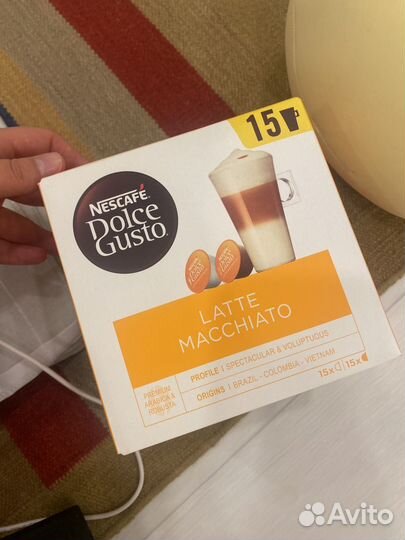 15
NESCAFÉ
Dolce
Gusto
LATTE
MACCHIATO
PREMIUM
ARABICA &
ROBUSTA
PROFILE | SPECTACULAR & VOLUPTUOUS
ORIGINS | BRAZIL - COLOMBIA - VIETNAM
15x 15x
Avito